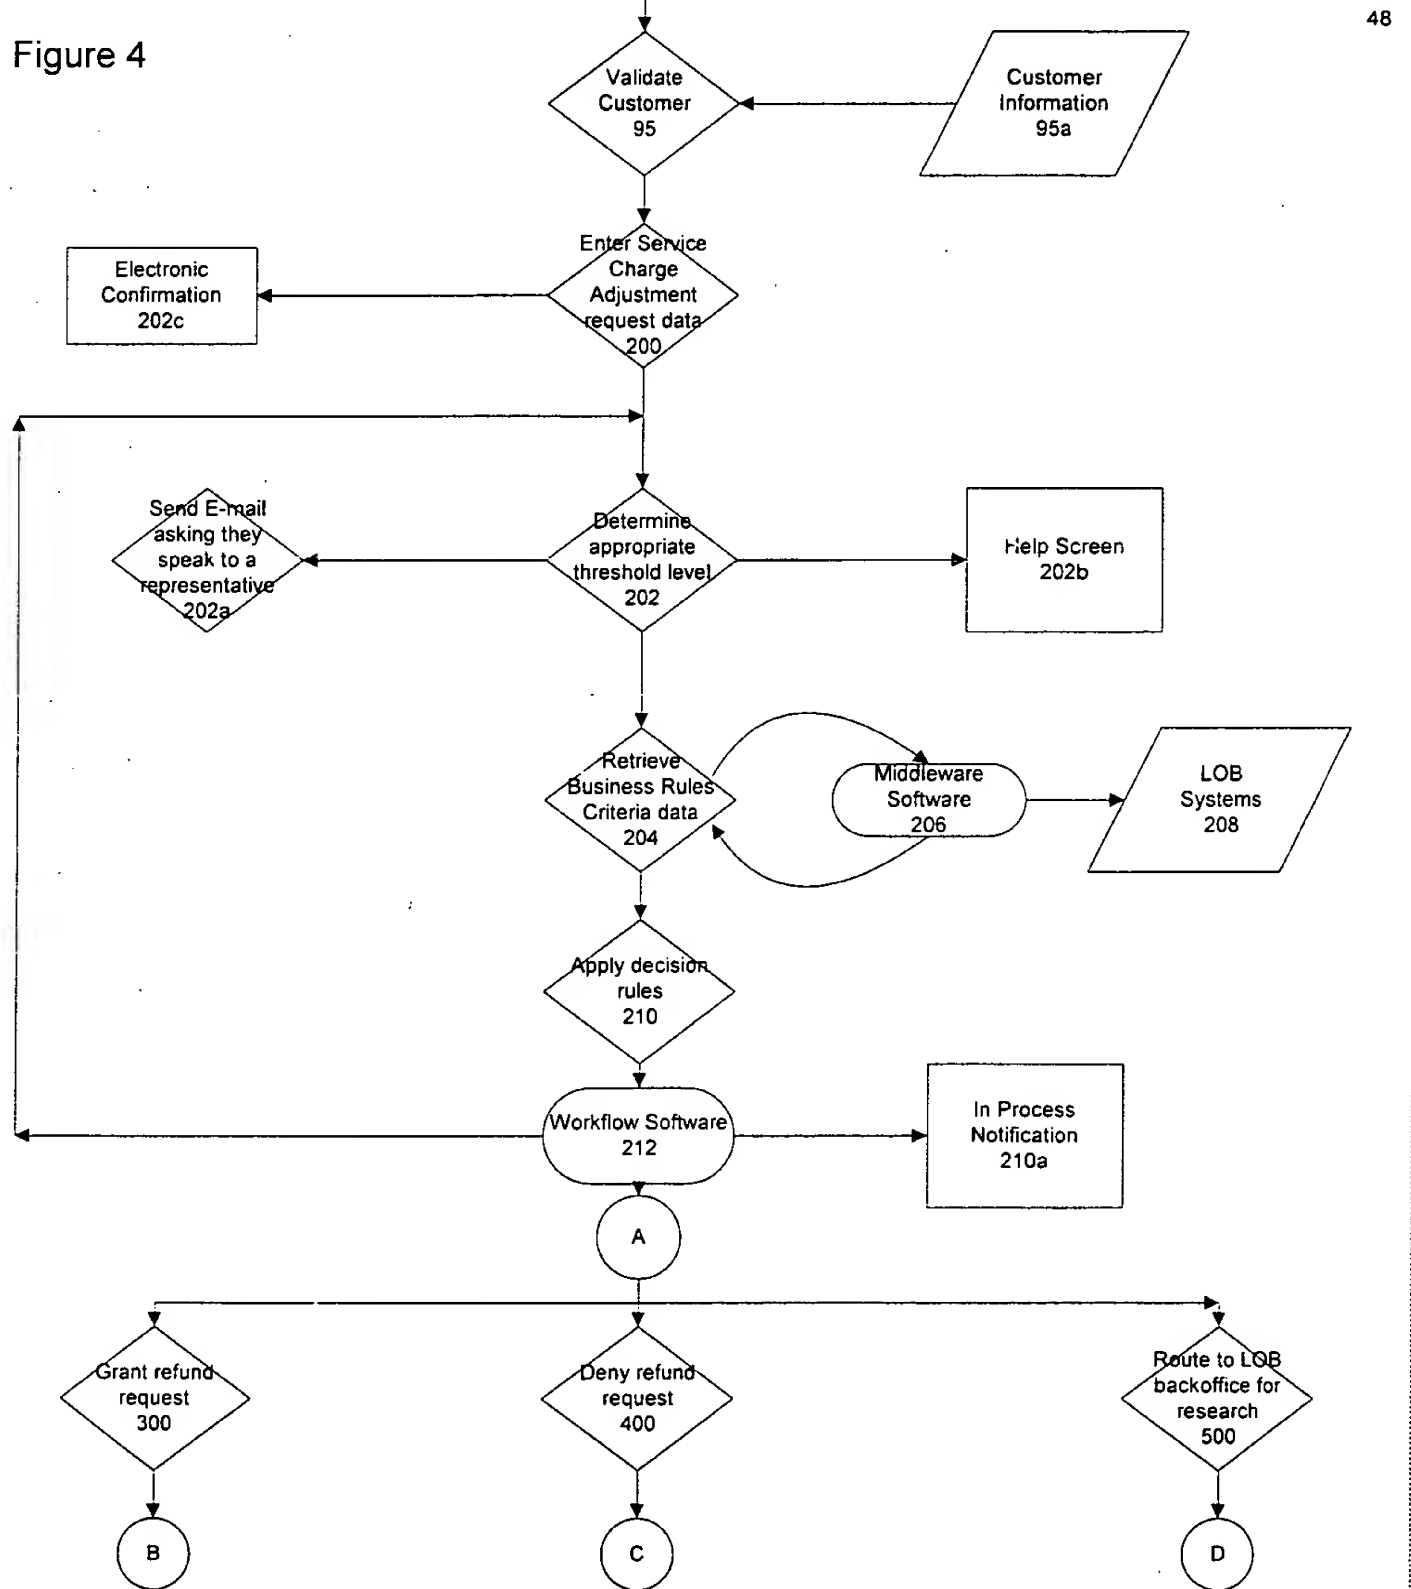 48
Figure 4
Validate
Customer
95
Customer
Information
95a
Enter Service
Charge
Adjustment
request data
200
Electronic
Confirmation
202c
Send E-mail
asking they
speak to a
representative
202a
Determine
appropriate
threshold level
202
Help Screen
202b
Retrieve
Business Rules
Criteria data
204
Middleware
Software
206
LOB
Systems
208
Apply decision
rules
210
Workflow Software
212
In Process
Notification
210a
A
Grant refund
request
300
Deny refund
request
400
Route to LOB
backoffice for
research
500
B
C
D